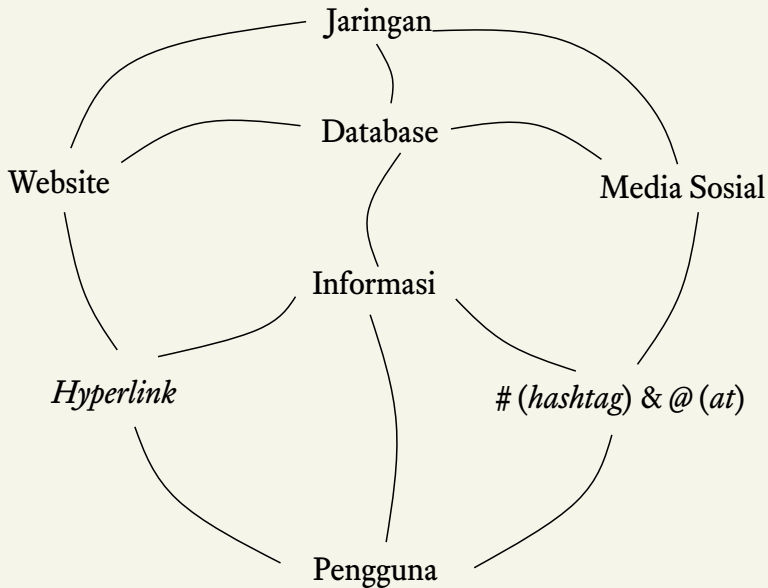 Jaringan
Database
Website
Media Sosial
Informasi
Hyperlink
# (hashtag) & @ (at)
Pengguna